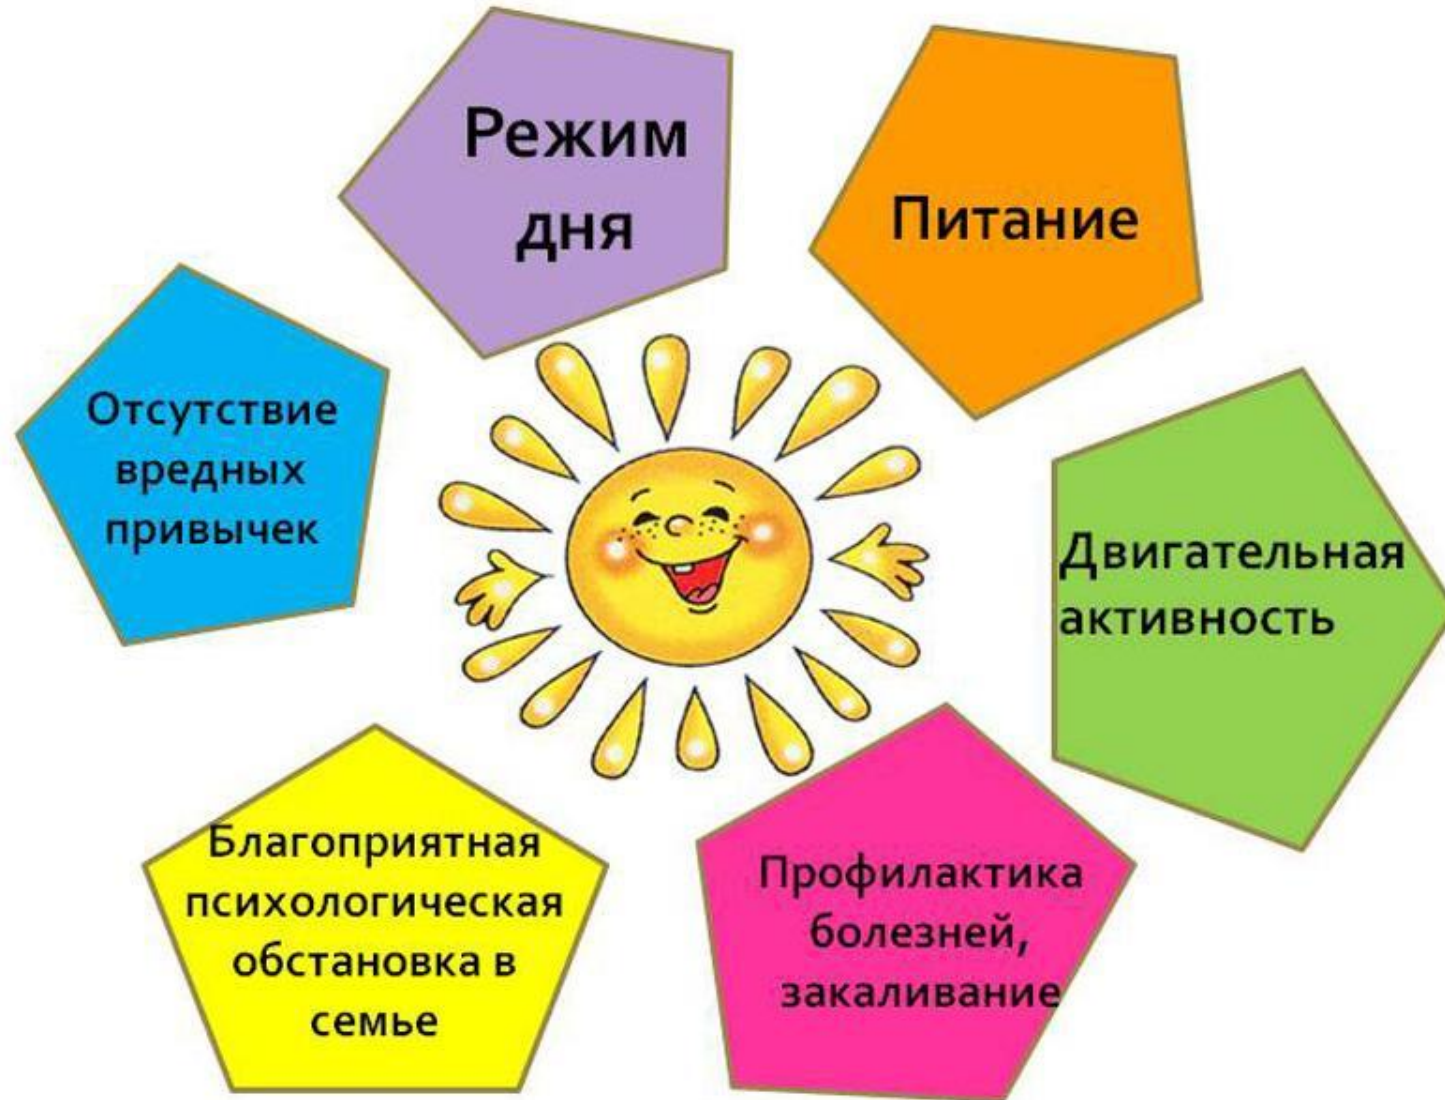 Режим
дня
Питание
Отсутствие
вредных
привычек
Двигательная
активность
Благоприятная
психологическая
обстановка в
семье
Профилактика
болезней,
закаливание